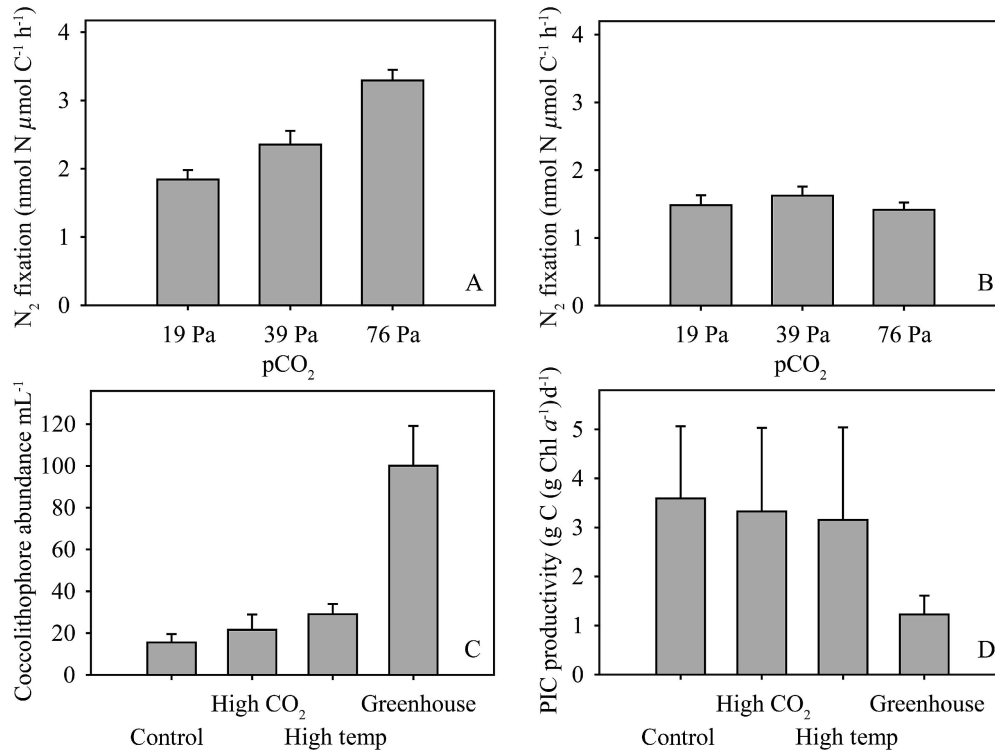 N₂ fixation (nmol N μmol C⁻¹ h⁻¹)
4
3
2
1
0
A
19 Pa 39 Pa 76 Pa
pCO₂
N₂ fixation (nmol N μmol C⁻¹ h⁻¹)
4
3
2
1
0
B
19 Pa 39 Pa 76 Pa
pCO₂
Coccolithophore abundance mL⁻¹
120
100
80
60
40
20
0
C
High CO₂ Greenhouse
Control High temp
PIC productivity (g C (g Chl a⁻¹)d⁻¹)
5
4
3
2
1
0
D
High CO₂ Greenhouse
Control High temp